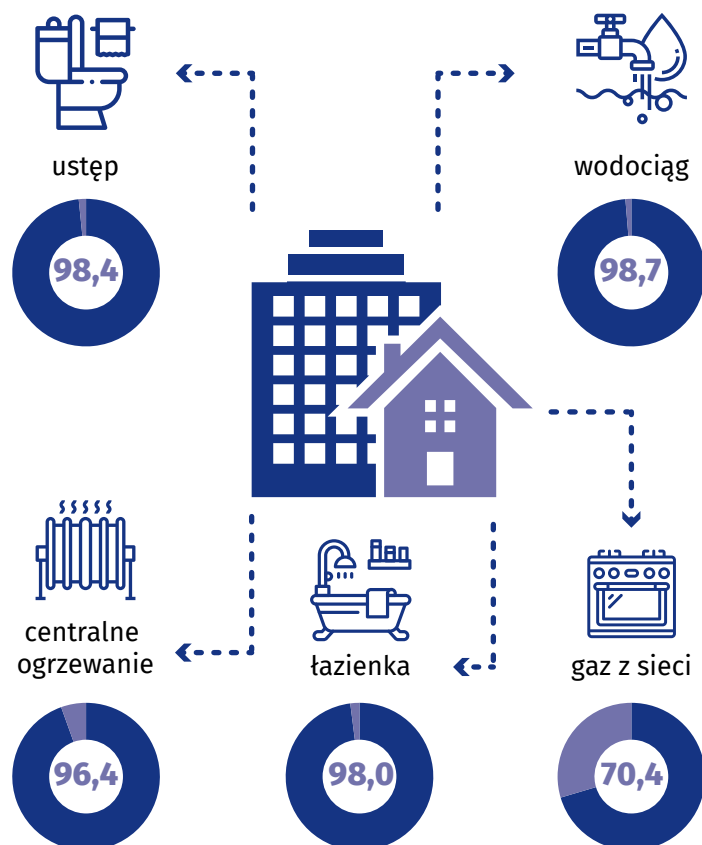 ustęp
98,4
wodociąg
98,7
centralne
ogrzewanie
96,4
łazienka
98,0
gaz z sieci
70,4